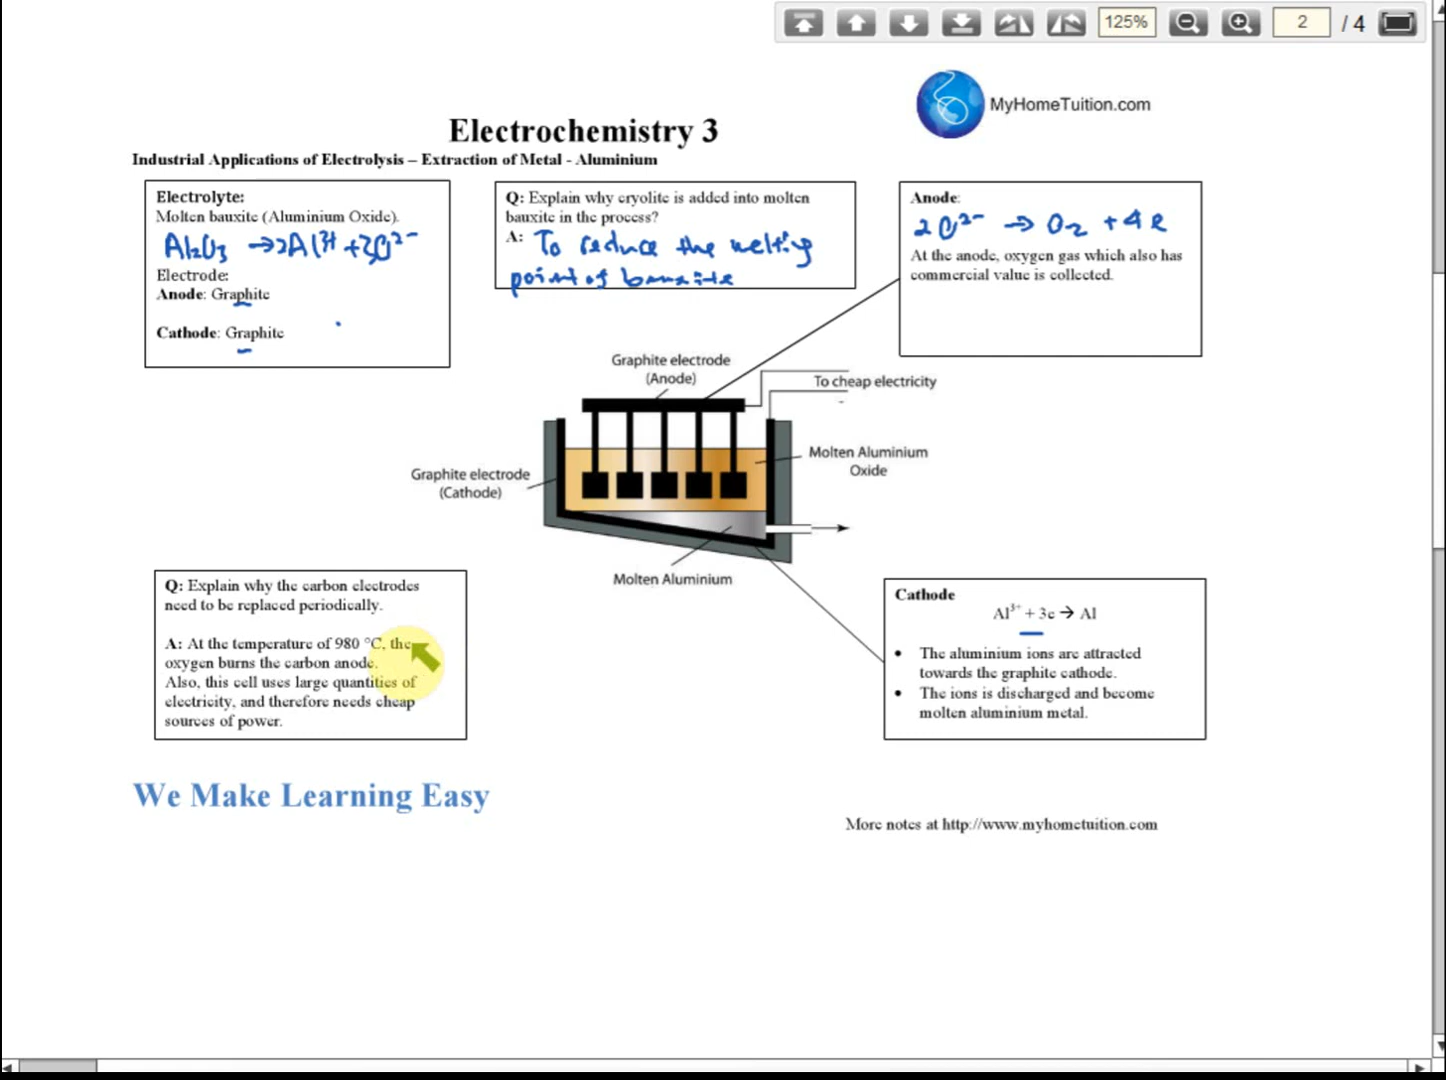 125%
2
/ 4
MyHomeTuition.com
Electrochemistry 3
Industrial Applications of Electrolysis – Extraction of Metal - Aluminium
Electrolyte:
Molten bauxite (Aluminium Oxide).
Al₂O₃ → 2Al³⁺ + 3O²⁻
Electrode:
Anode: Graphite
Cathode: Graphite
Q: Explain why cryolite is added into molten
bauxite in the process?
A: To reduce the melting
point of bauxite
Anode:
2O²⁻ → O₂ + 4e
At the anode, oxygen gas which also has
commercial value is collected.
Graphite electrode
(Anode)
To cheap electricity
Molten Aluminium
Oxide
Graphite electrode
(Cathode)
Molten Aluminium
Q: Explain why the carbon electrodes
need to be replaced periodically.
A: At the temperature of 980 °C, the
oxygen burns the carbon anode.
Also, this cell uses large quantities of
electricity, and therefore needs cheap
sources of power.
Cathode
Al³⁺ + 3e → Al
• The aluminium ions are attracted
towards the graphite cathode.
• The ions is discharged and become
molten aluminium metal.
We Make Learning Easy
More notes at http://www.myhometuition.com